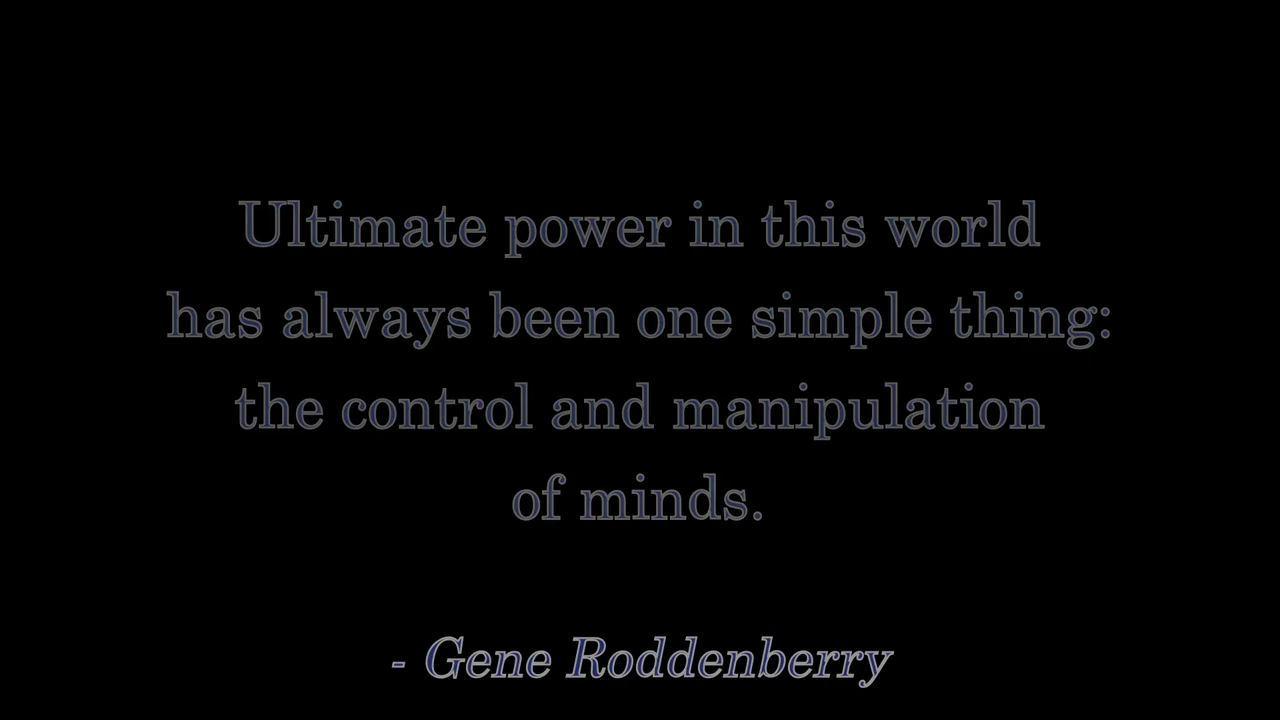 Ultimate power in this world
has always been one simple thing:
the control and manipulation
of minds.
- Gene Roddenberry